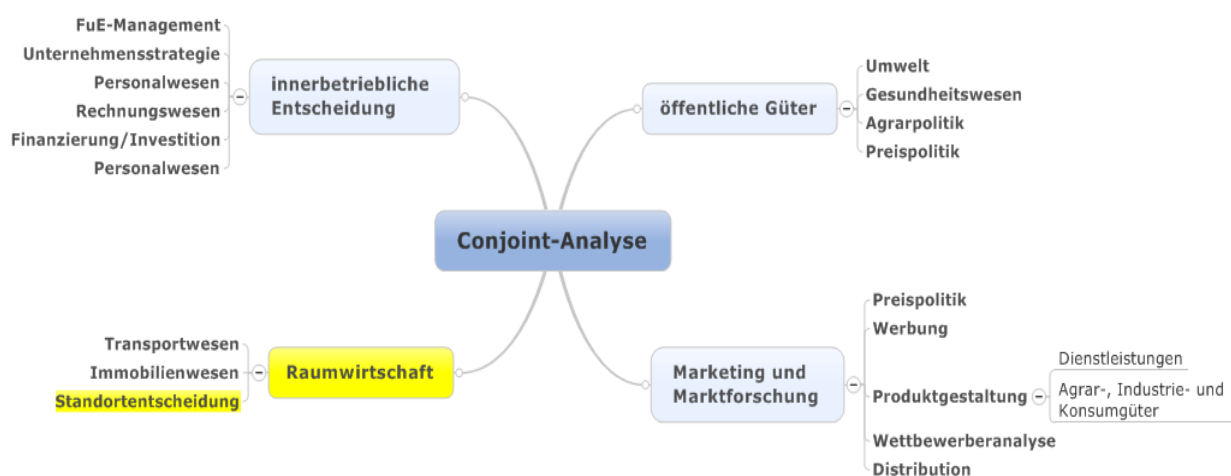 FuE-Management
Unternehmensstrategie
Personalwesen
Rechnungswesen
Finanzierung/Investition
Personalwesen
innerbetriebliche
Entscheidung
öffentliche Güter
Umwelt
Gesundheitswesen
Agrarpolitik
Preispolitik
Conjoint-Analyse
Transportwesen
Immobilienwesen
Standortentscheidung
Raumwirtschaft
Marketing und
Marktforschung
Preispolitik
Werbung
Produktgestaltung
Dienstleistungen
Agrar-, Industrie- und
Konsumgüter
Wettbewerberanalyse
Distribution